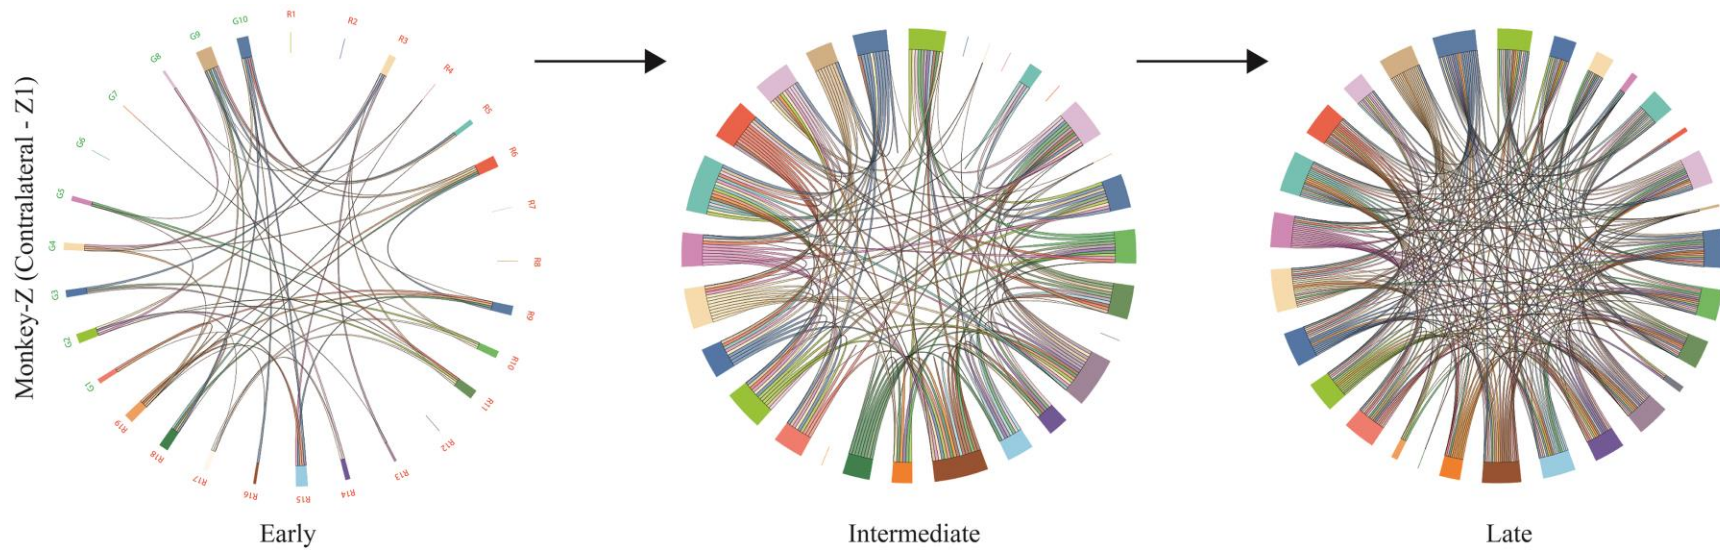 Monkey-Z (Contralateral - Z1)
G10
R1
R2
R3
R4
R5
R6
R7
R8
R9
R10
R11
R12
R13
R14
R15
R16
R17
R18
R19
G1
G2
G3
G4
G5
G6
G7
G8
G9
Early
Intermediate
Late